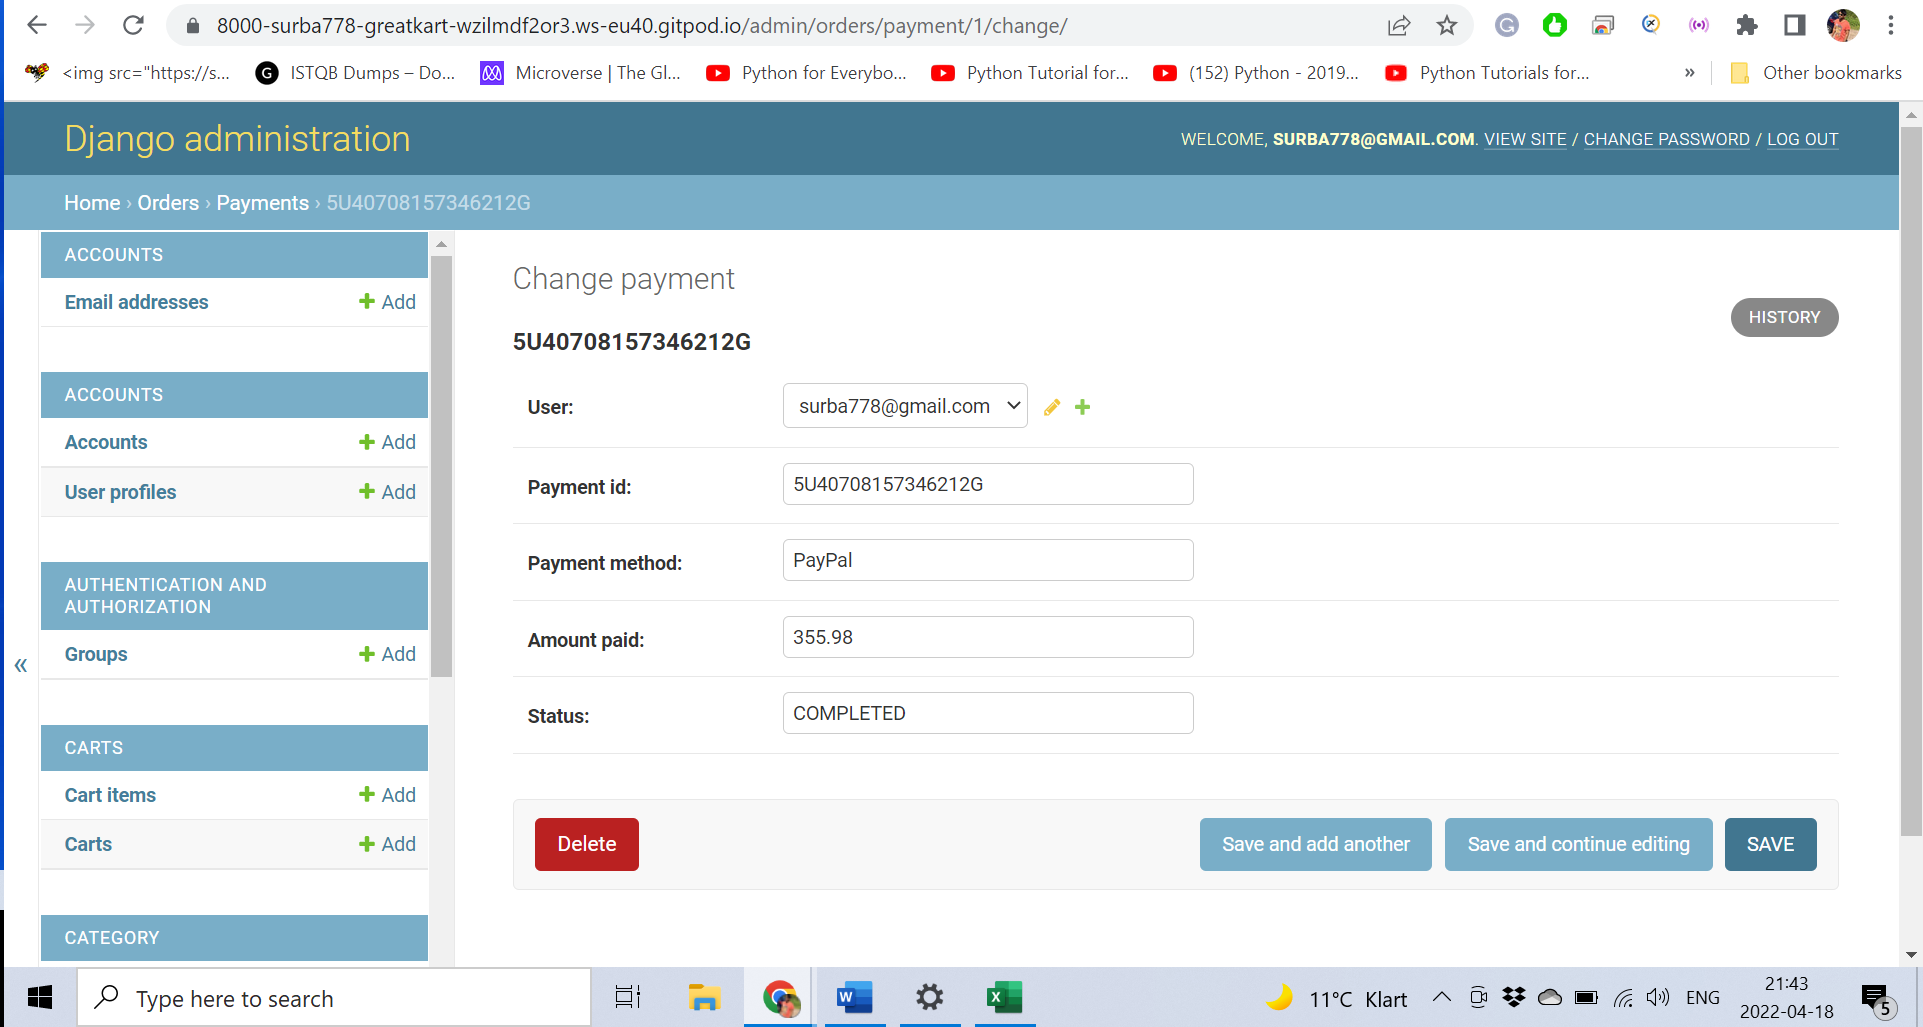 8000-surba778-greatkart-wzilmdf2or3.ws-eu40.gitpod.io/admin/orders/payment/1/change/
<img src="https://s... G ISTQB Dumps – Do... Microverse | The Gl... Python for Everybo... Python Tutorial for... (152) Python - 2019... Python Tutorials for... » Other bookmarks
Django administration
WELCOME, SURBA778@GMAIL.COM. VIEW SITE / CHANGE PASSWORD / LOG OUT
Home › Orders › Payments › 5U40708157346212G
ACCOUNTS
Email addresses + Add
ACCOUNTS
Accounts + Add
User profiles + Add
AUTHENTICATION AND
AUTHORIZATION
Groups + Add
«
CARTS
Cart items + Add
Carts + Add
CATEGORY
Change payment
HISTORY
5U40708157346212G
User: surba778@gmail.com
Payment id: 5U40708157346212G
Payment method: PayPal
Amount paid: 355.98
Status: COMPLETED
Delete Save and add another Save and continue editing SAVE
Type here to search
11°C Klart
ENG
21:43
2022-04-18
5